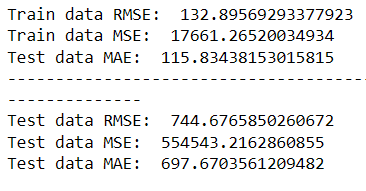 Train data RMSE:  132.89569293377923
Train data MSE:  17661.26520034934
Test data MAE:  115.83438153015815
-------------------------------------
--------------
Test data RMSE:  744.6765850260672
Test data MSE:  554543.2162860855
Test data MAE:  697.6703561209482